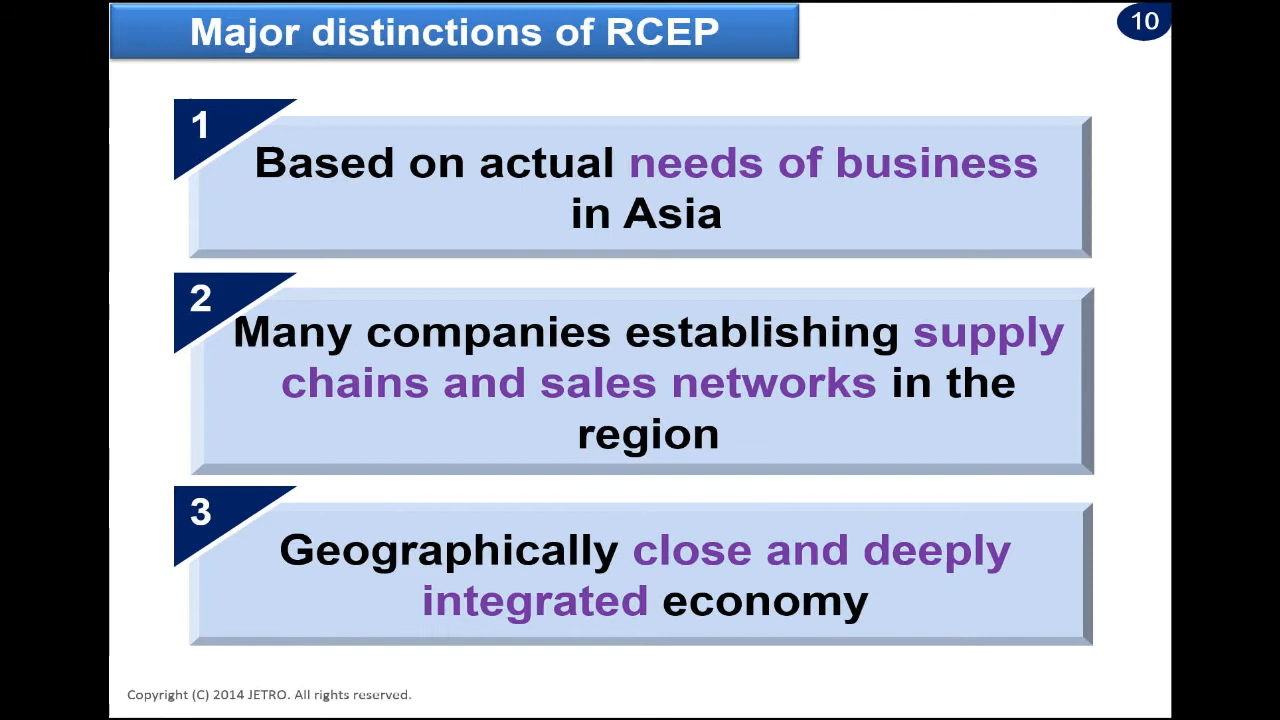 Major distinctions of RCEP
10
1
Based on actual needs of business
in Asia
2
Many companies establishing supply
chains and sales networks in the
region
3
Geographically close and deeply
integrated economy
Copyright (C) 2014 JETRO. All rights reserved.